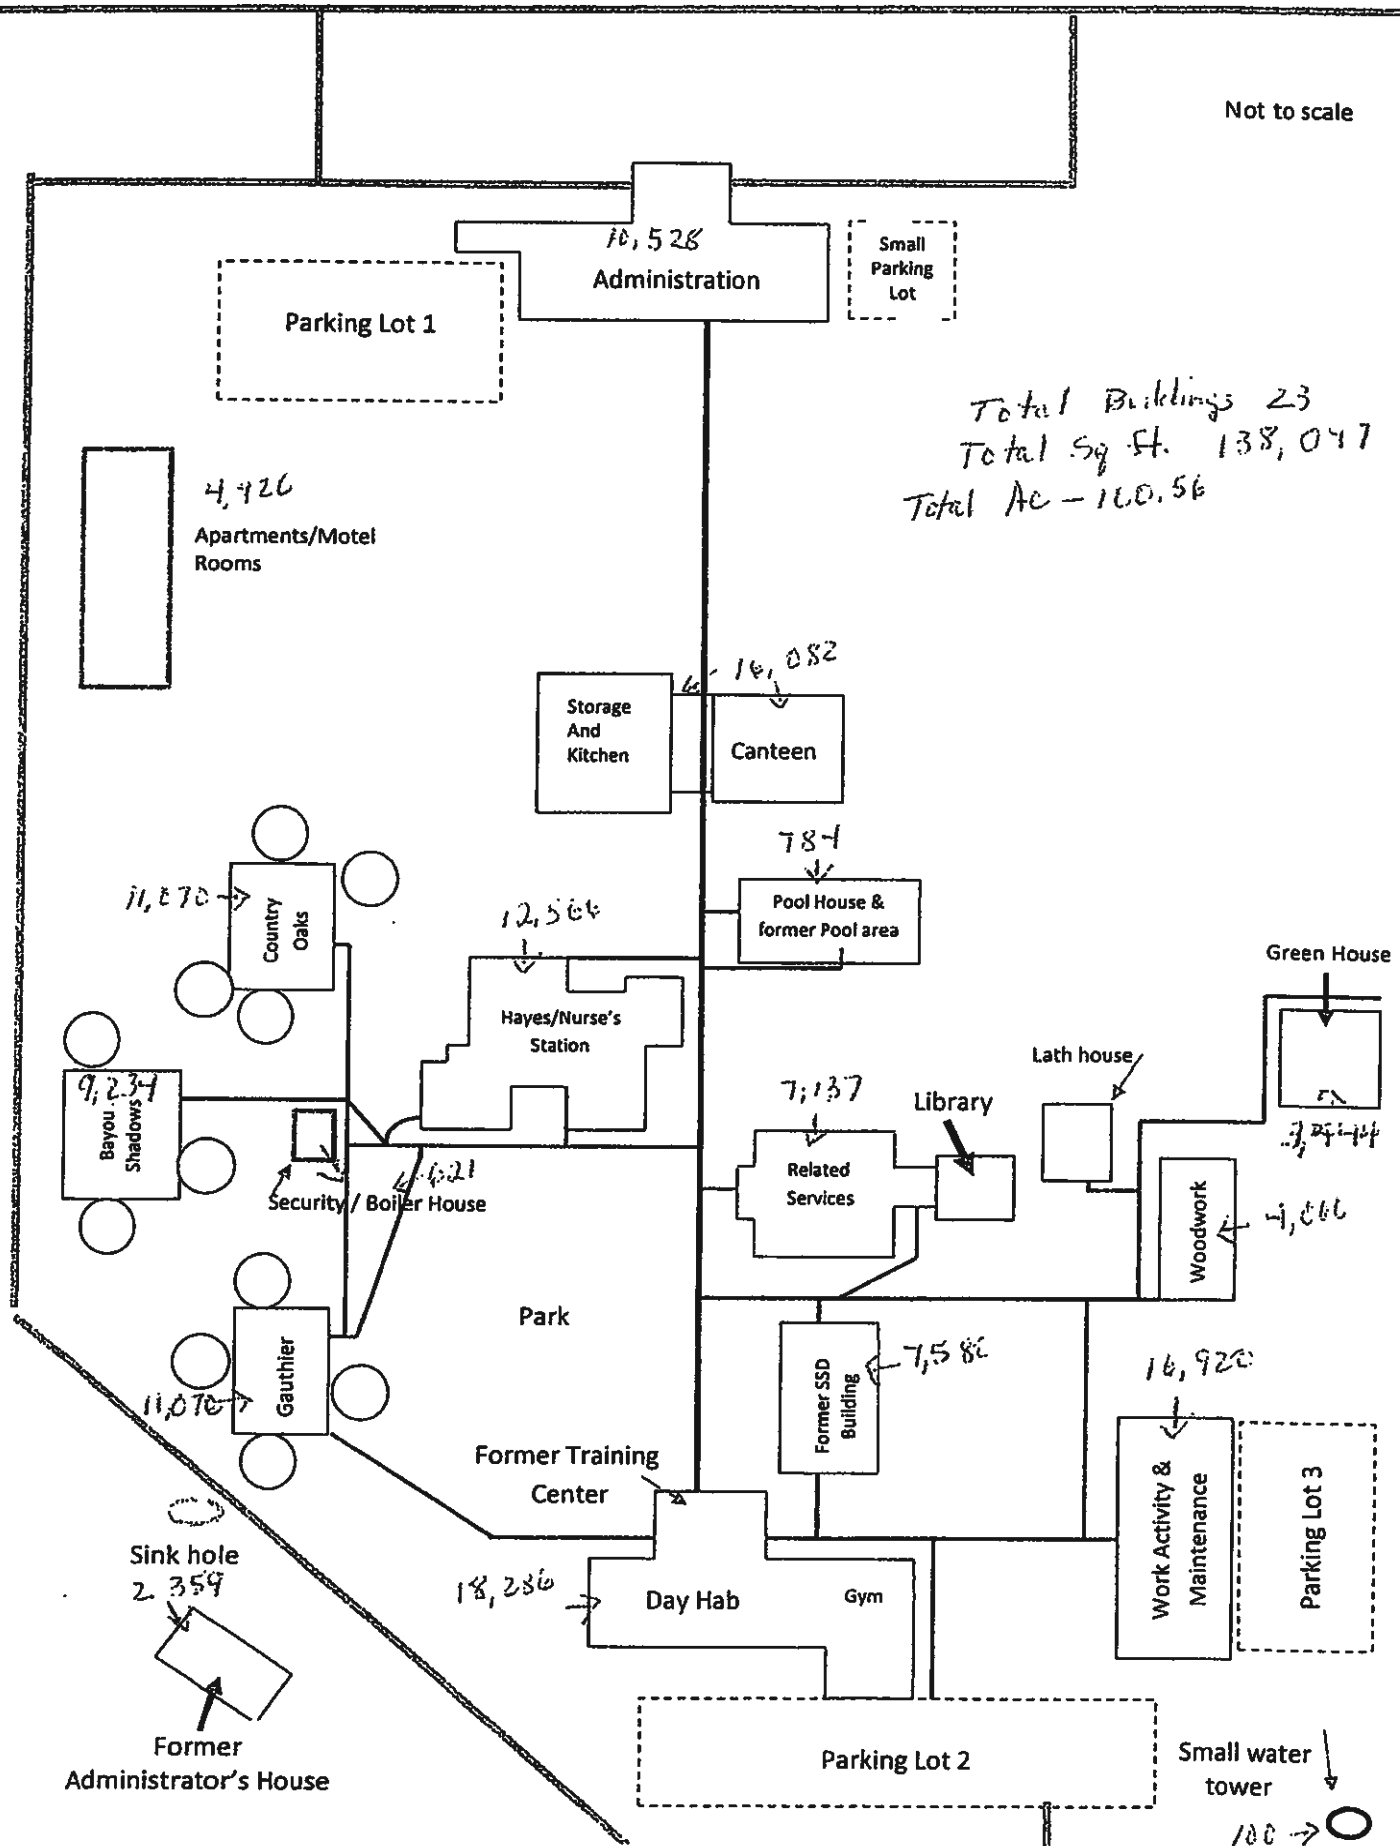 Not to scale
10,528
Administration
Small
Parking
Lot
Parking Lot 1
Total Buildings 23
Total Sq ft. 138,047
Total Ac - 160.56
4,426
Apartments/Motel
Rooms
16,082
Storage
And
Kitchen
Canteen
784
Pool House &
former Pool area
11,070
Country
Oaks
12,566
Hayes/Nurse's
Station
Green House
Lath house
9,234
Bayou
Shadows
7,137
Library
Related
Services
Security / Boiler House
Woodwork
Park
Gauthier
11,070
Former SSD
Building
16,920
Former Training
Center
Work Activity &
Maintenance
Parking Lot 3
Sink hole
2,359
18,236
Day Hab
Gym
Former
Administrator's House
Parking Lot 2
Small water
tower
100